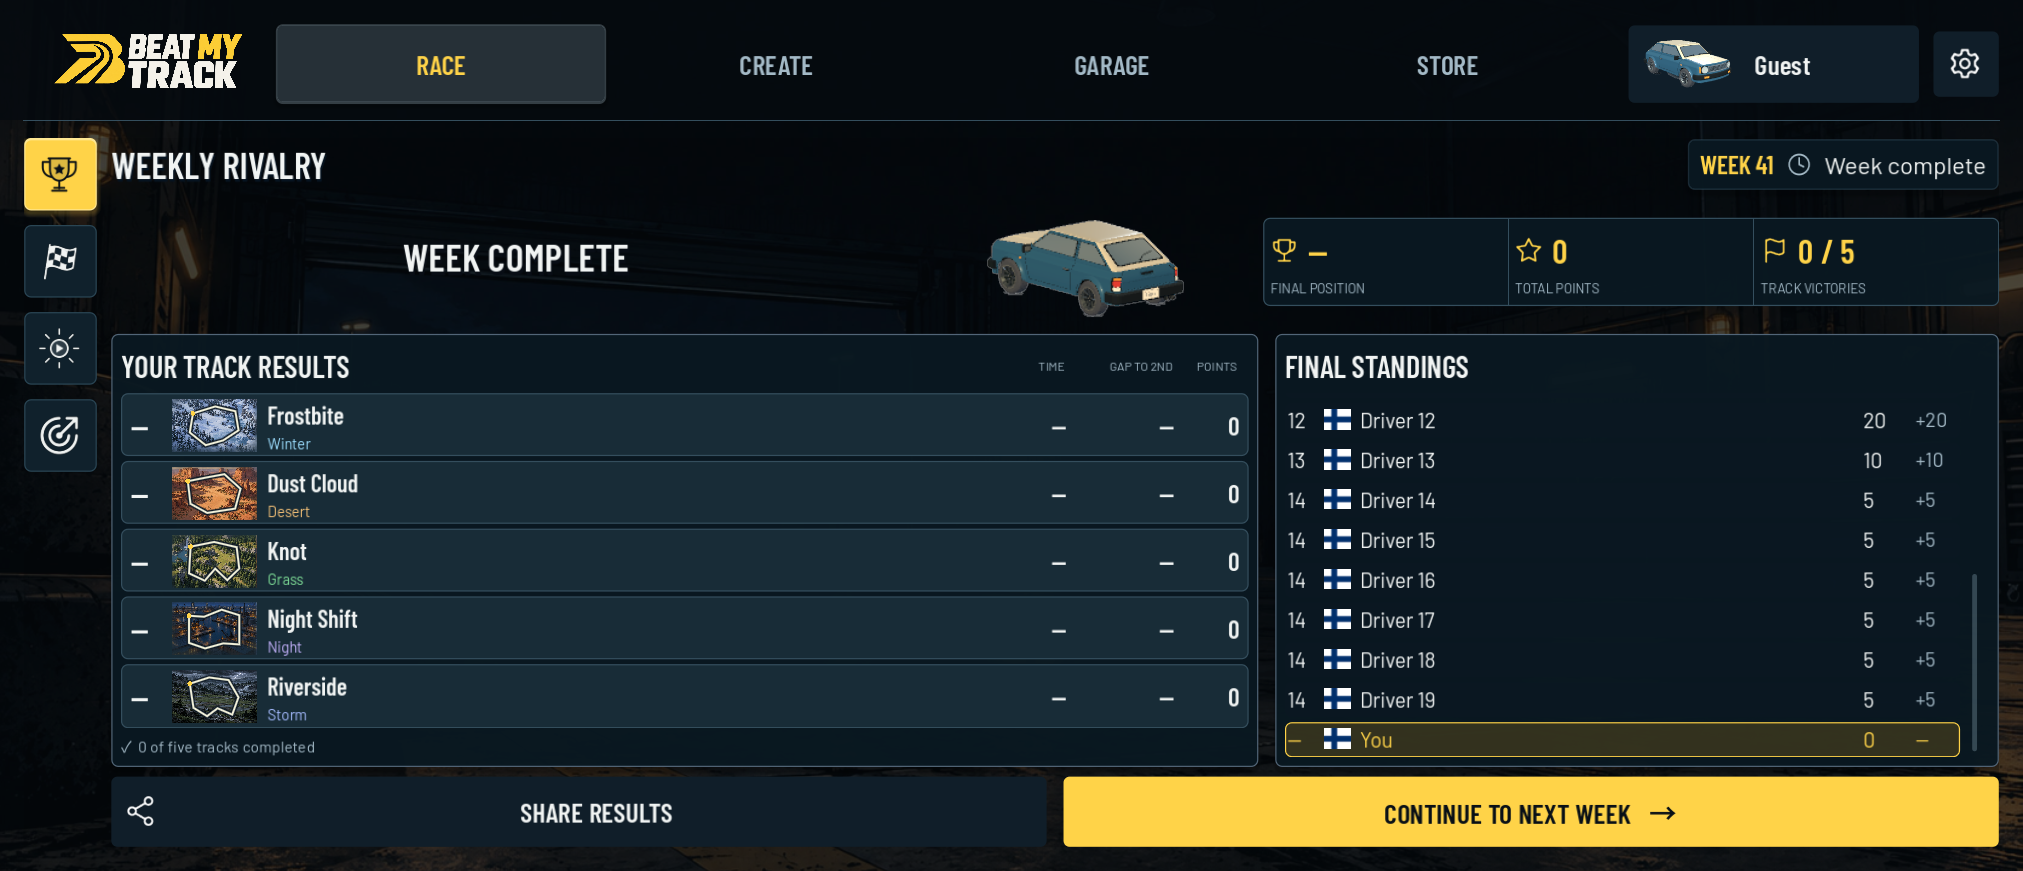 BEAT MY TRACK
RACE
CREATE
GARAGE
STORE
Guest
WEEKLY RIVALRY
WEEK 41 Week complete
WEEK COMPLETE
– FINAL POSITION
0 TOTAL POINTS
0 / 5 TRACK VICTORIES
YOUR TRACK RESULTS TIME GAP TO 2ND POINTS
– Frostbite – – 0
Winter
– Dust Cloud – – 0
Desert
– Knot – – 0
Grass
– Night Shift – – 0
Night
– Riverside – – 0
Storm
✓ 0 of five tracks completed
FINAL STANDINGS
12 Driver 12 20 +20
13 Driver 13 10 +10
14 Driver 14 5 +5
14 Driver 15 5 +5
14 Driver 16 5 +5
14 Driver 17 5 +5
14 Driver 18 5 +5
14 Driver 19 5 +5
– You 0 –
SHARE RESULTS
CONTINUE TO NEXT WEEK →